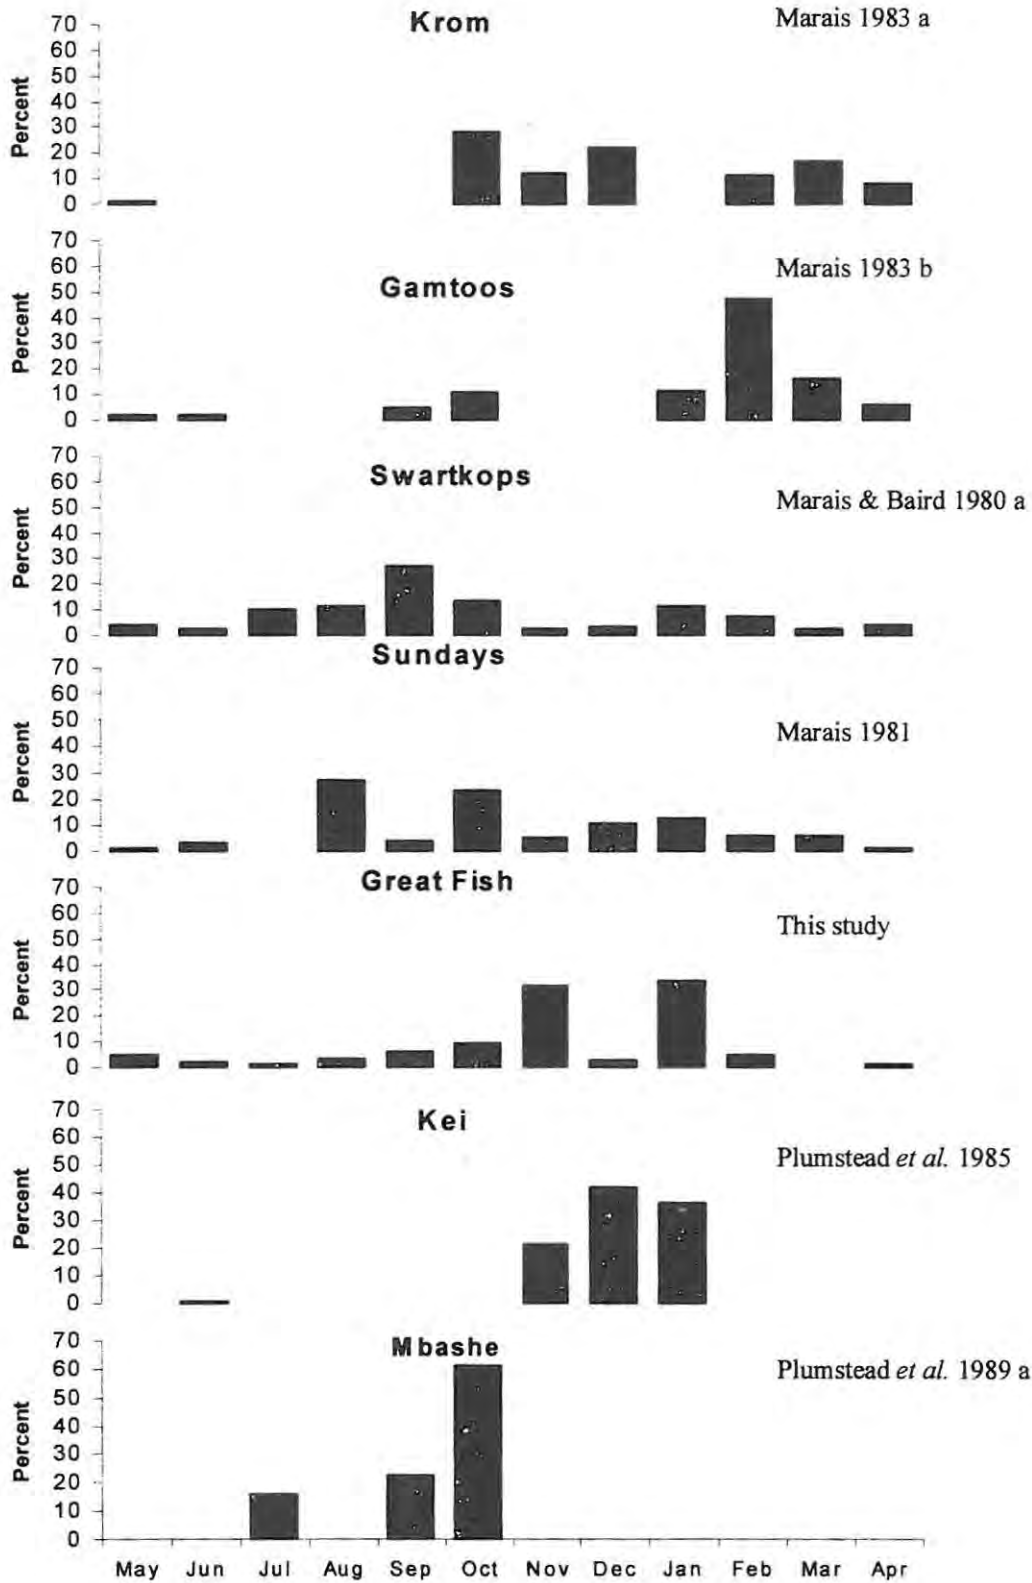 Krom
Marais 1983 a
Percent
70
60
50
40
30
20
10
0
Gamtoos
Marais 1983 b
Percent
70
60
50
40
30
20
10
0
Swartkops
Marais & Baird 1980 a
Percent
70
60
50
40
30
20
10
0
Sundays
Marais 1981
Percent
70
60
50
40
30
20
10
0
Great Fish
This study
Percent
70
60
50
40
30
20
10
0
Kei
Plumstead et al. 1985
Percent
70
60
50
40
30
20
10
0
Mbashe
Plumstead et al. 1989 a
Percent
70
60
50
40
30
20
10
0
May Jun Jul Aug Sep Oct Nov Dec Jan Feb Mar Apr